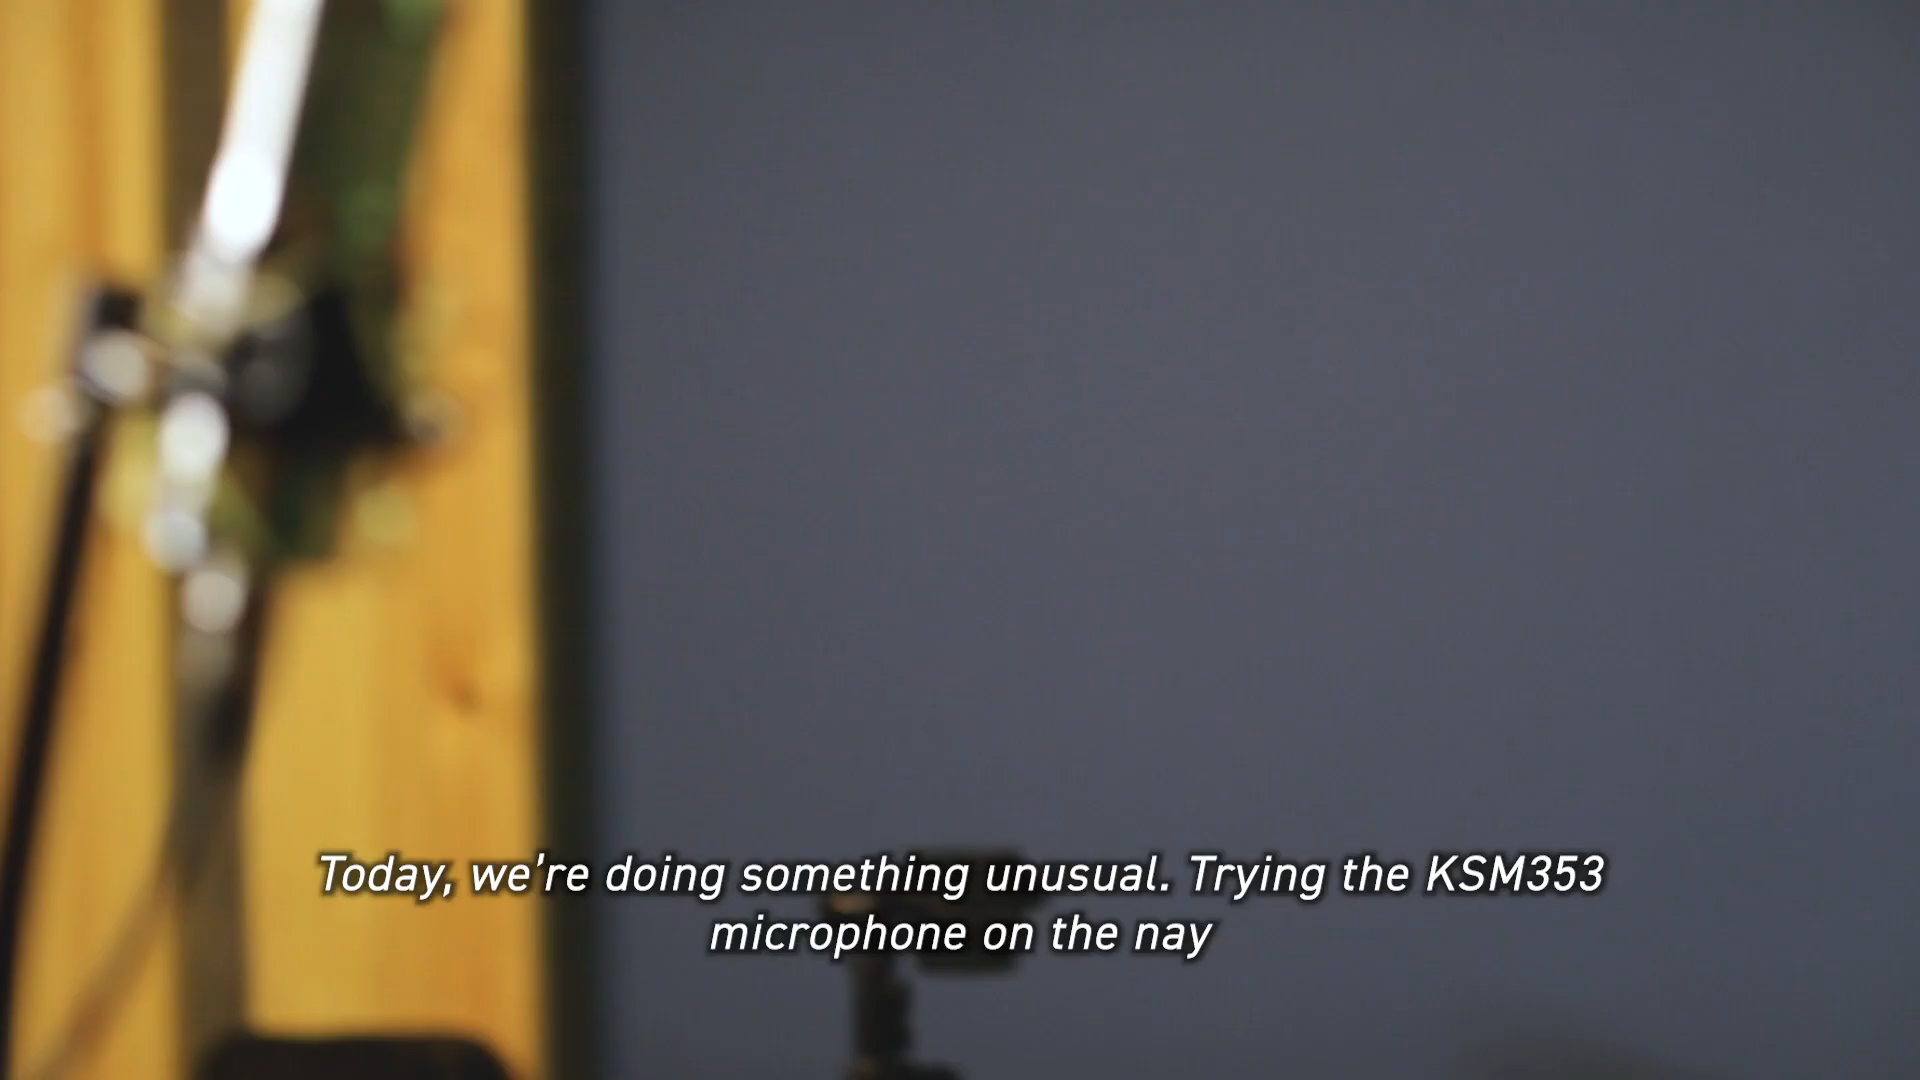 Today, we're doing something unusual. Trying the KSM353
microphone on the nay